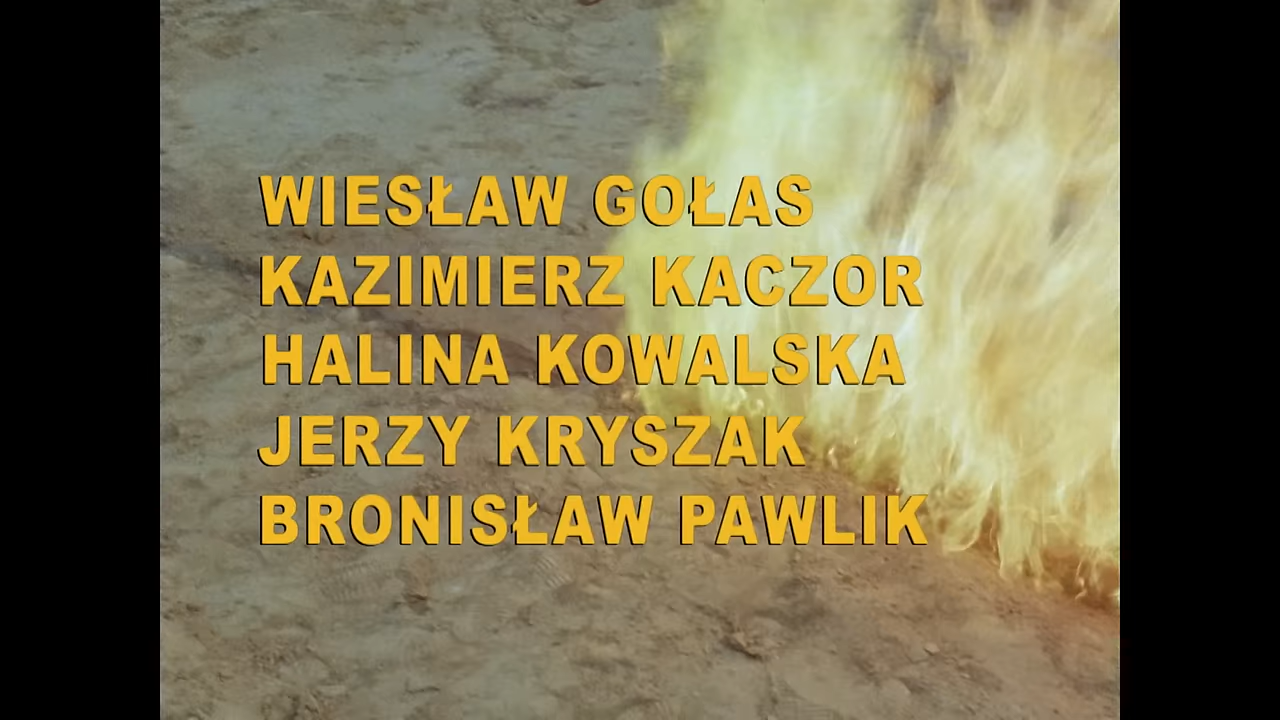 WIESŁAW GOŁAS
KAZIMIERZ KACZOR
HALINA KOWALSKA
JERZY KRYSZAK
BRONISŁAW PAWLIK